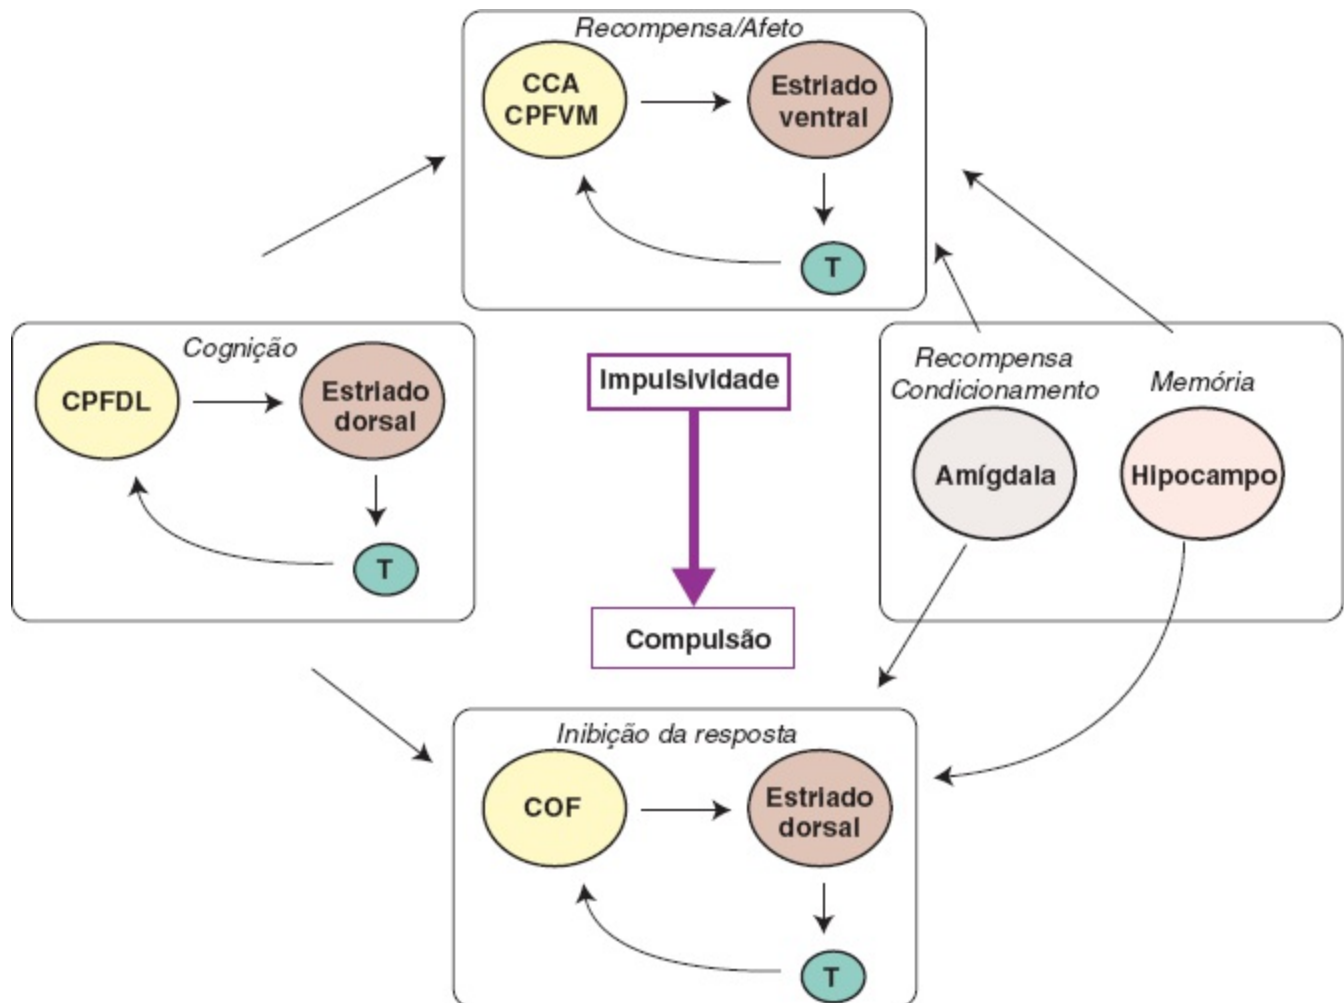 Recompensa/Afeto
CCA
CPFVM
Estriado
ventral
T
Cognição
CPFDL
Estriado
dorsal
T
Impulsividade
Compulsão
Recompensa
Condicionamento
Memória
Amígdala
Hipocampo
Inibição da resposta
COF
Estriado
dorsal
T